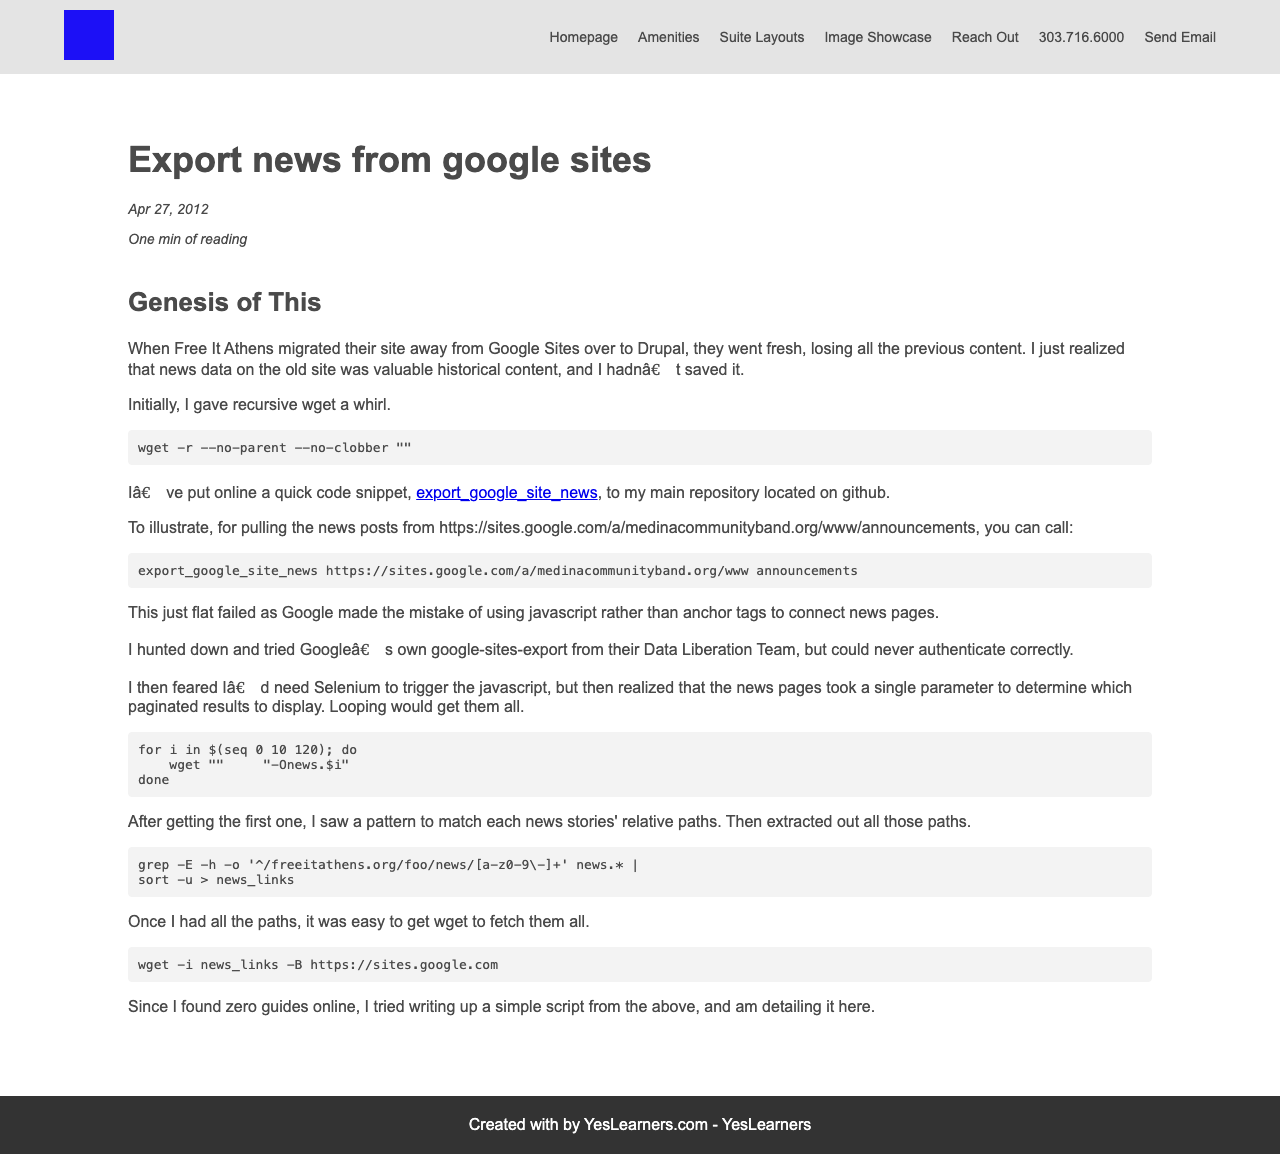 Homepage Amenities Suite Layouts Image Showcase Reach Out 303.716.6000 Send Email
Export news from google sites
Apr 27, 2012
One min of reading
Genesis of This
When Free It Athens migrated their site away from Google Sites over to Drupal, they went fresh, losing all the previous content. I just realized
that news data on the old site was valuable historical content, and I hadnâ€ t saved it.
Initially, I gave recursive wget a whirl.
wget -r --no-parent --no-clobber ""
Iâ€ ve put online a quick code snippet, export_google_site_news, to my main repository located on github.
To illustrate, for pulling the news posts from https://sites.google.com/a/medinacommunityband.org/www/announcements, you can call:
export_google_site_news https://sites.google.com/a/medinacommunityband.org/www announcements
This just flat failed as Google made the mistake of using javascript rather than anchor tags to connect news pages.
I hunted down and tried Googleâ€ s own google-sites-export from their Data Liberation Team, but could never authenticate correctly.
I then feared Iâ€ d need Selenium to trigger the javascript, but then realized that the news pages took a single parameter to determine which
paginated results to display. Looping would get them all.
for i in $(seq 0 10 120); do
    wget ""     "-Onews.$i"
done
After getting the first one, I saw a pattern to match each news stories' relative paths. Then extracted out all those paths.
grep -E -h -o '^/freeitathens.org/foo/news/[a-z0-9\-]+' news.* |
sort -u > news_links
Once I had all the paths, it was easy to get wget to fetch them all.
wget -i news_links -B https://sites.google.com
Since I found zero guides online, I tried writing up a simple script from the above, and am detailing it here.
Created with by YesLearners.com - YesLearners